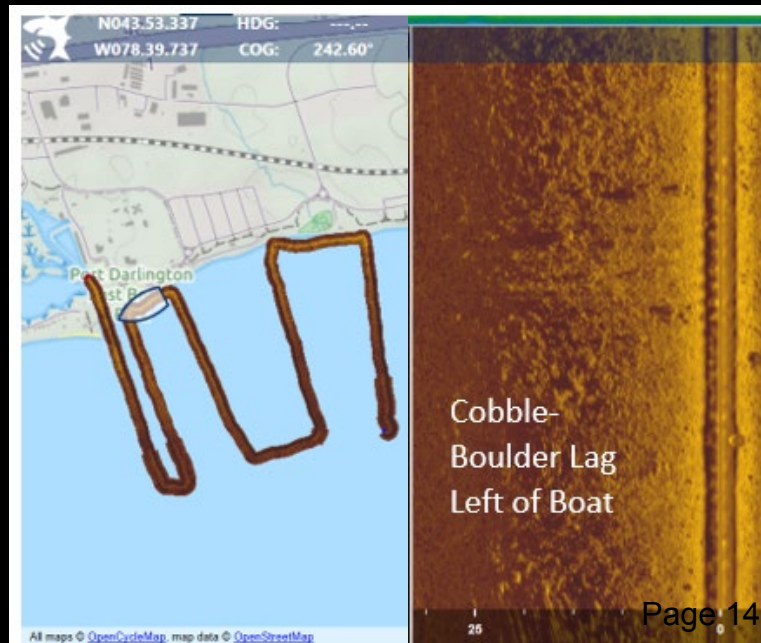 N043.53.337 HDG: ---.--
W078.39.737 COG: 242.60°
Port Darlington
East B
Cobble-
Boulder Lag
Left of Boat
Page 14
25 0
All maps © OpenCycleMap, map data © OpenStreetMap